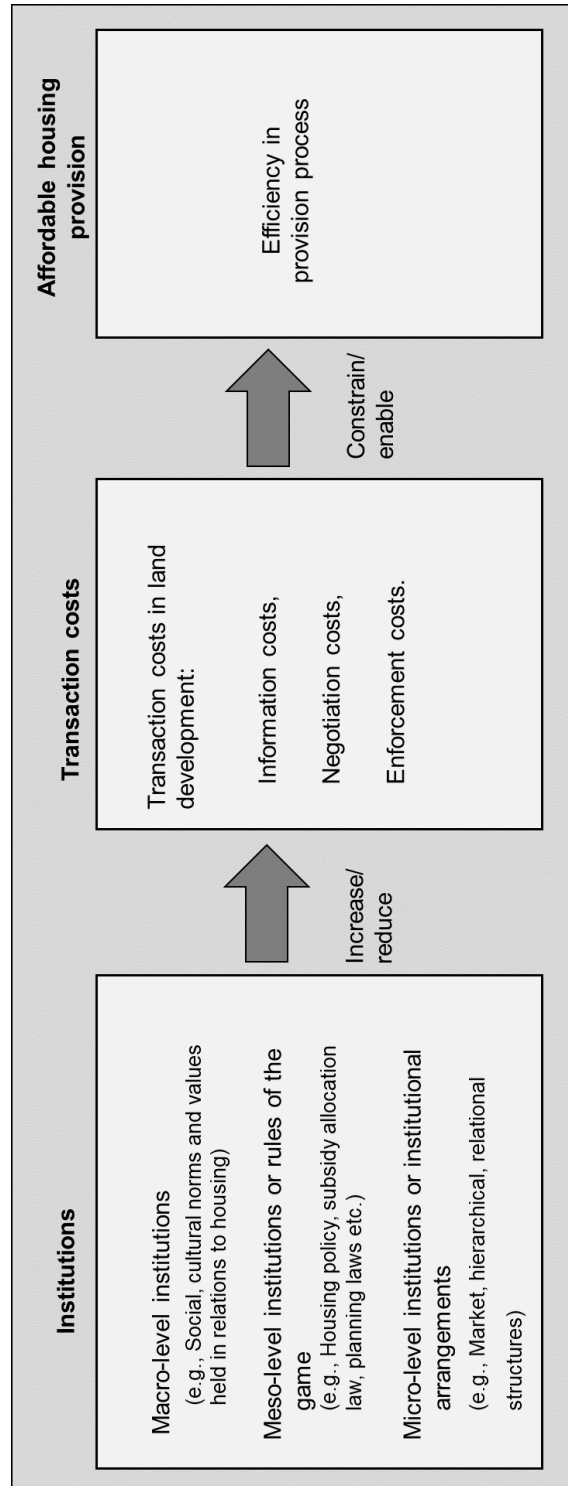 Institutions
Macro-level institutions
(e.g., Social, cultural norms and values
held in relations to housing)
Meso-level institutions or rules of the
game
(e.g., Housing policy, subsidy allocation
law, planning laws etc.)
Micro-level institutions or institutional
arrangements
(e.g., Market, hierarchical, relational
structures)
Increase/
reduce
Transaction costs
Transaction costs in land
development:
Information costs,
Negotiation costs,
Enforcement costs.
Constrain/
enable
Affordable housing
provision
Efficiency in
provision process